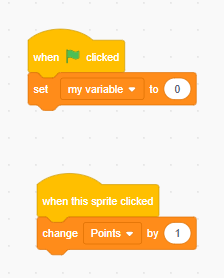 when clicked
set my variable to 0
when this sprite clicked
change Points by 1